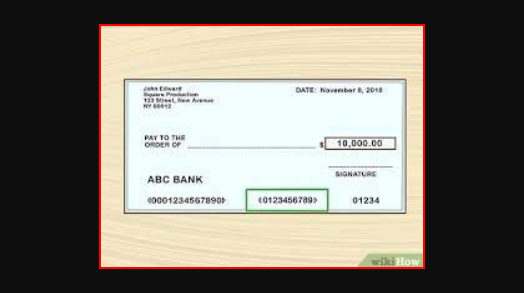 John Edward
Square Production
123 Street, New Avenue
NY 00012
DATE: November 8, 2018
PAY TO THE
ORDER OF
$ 10,000.00
SIGNATURE
ABC BANK
⑆0001234567890⑆ ⑆0123456789⑆ 01234
wikiHow